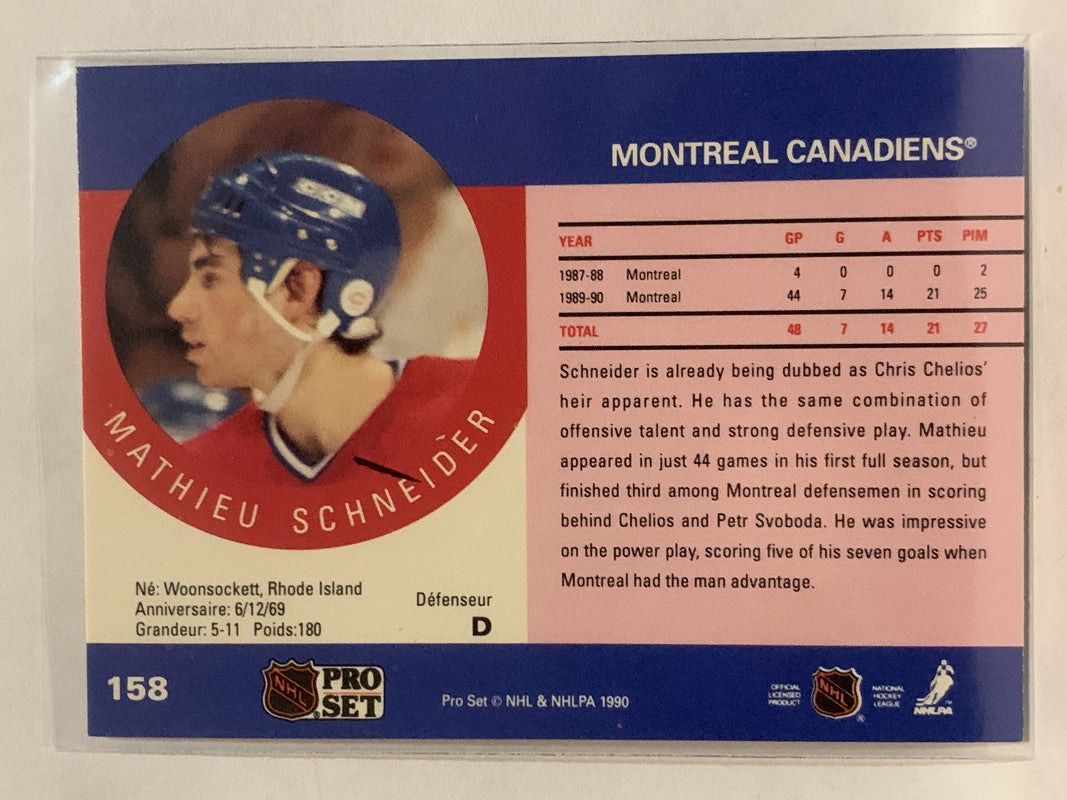 MONTREAL CANADIENS®
YEAR GP G A PTS PIM
1987-88 Montreal 4 0 0 0 2
1989-90 Montreal 44 7 14 21 25
TOTAL 48 7 14 21 27
Schneider is already being dubbed as Chris Chelios'
heir apparent. He has the same combination of
offensive talent and strong defensive play. Mathieu
appeared in just 44 games in his first full season, but
finished third among Montreal defensemen in scoring
behind Chelios and Petr Svoboda. He was impressive
on the power play, scoring five of his seven goals when
Montreal had the man advantage.
MATHIEU SCHNEIDER
Né: Woonsockett, Rhode Island
Anniversaire: 6/12/69
Grandeur: 5-11 Poids:180
Défenseur
D
158
NHL
PRO
SET
Pro Set © NHL & NHLPA 1990
OFFICIAL
LICENSED
PRODUCT
NHL
®
NATIONAL
HOCKEY
LEAGUE
NHLPA